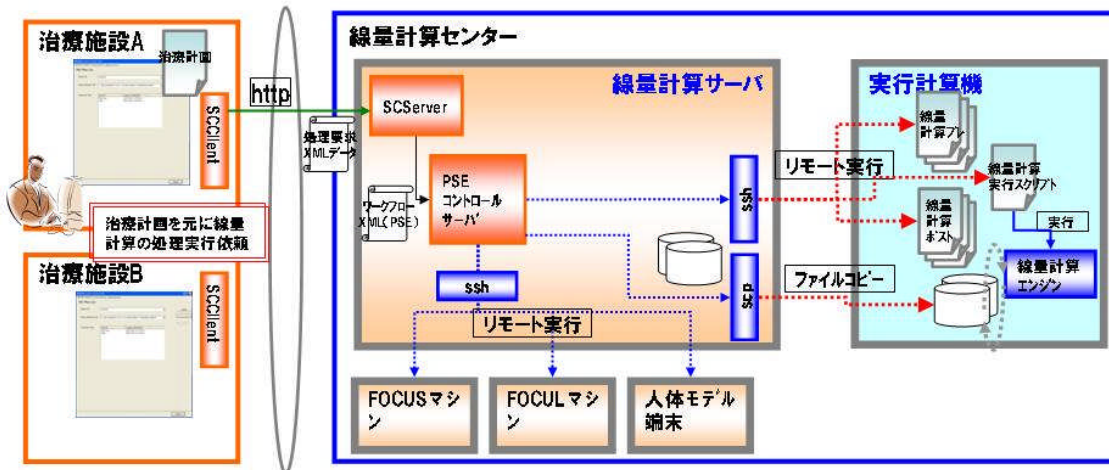 治療施設A
治療計画
SCClient
http
処理要求
XMLデータ
治療計画を元に線量
計算の処理実行依頼
治療施設B
SCClient
線量計算センター
線量計算サーバ
SCServer
ワークフロー
XML(PSE)
PSE
コントロール
サーバ
ssh
リモート実行
ssh
scp
リモート実行
ファイルコピー
FOCUSマシ
ン
FOCULマシ
ン
人体モデル
端末
実行計算機
線量
計算プレ
線量計算
実行スクリプト
線量
計算
ポスト
実行
線量計算
エンジン